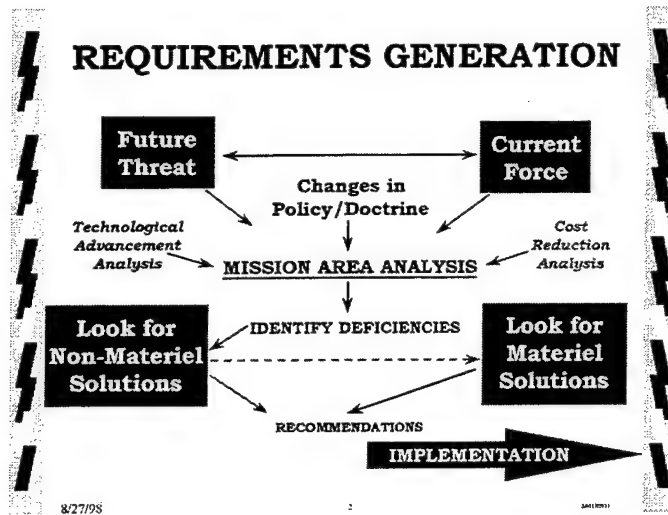 REQUIREMENTS GENERATION
Future
Threat
Current
Force
Changes in
Policy/Doctrine
Technological
Advancement
Analysis
Cost
Reduction
Analysis
MISSION AREA ANALYSIS
Look for
Non-Materiel
Solutions
IDENTIFY DEFICIENCIES
Look for
Materiel
Solutions
RECOMMENDATIONS
IMPLEMENTATION
8/27/98
2